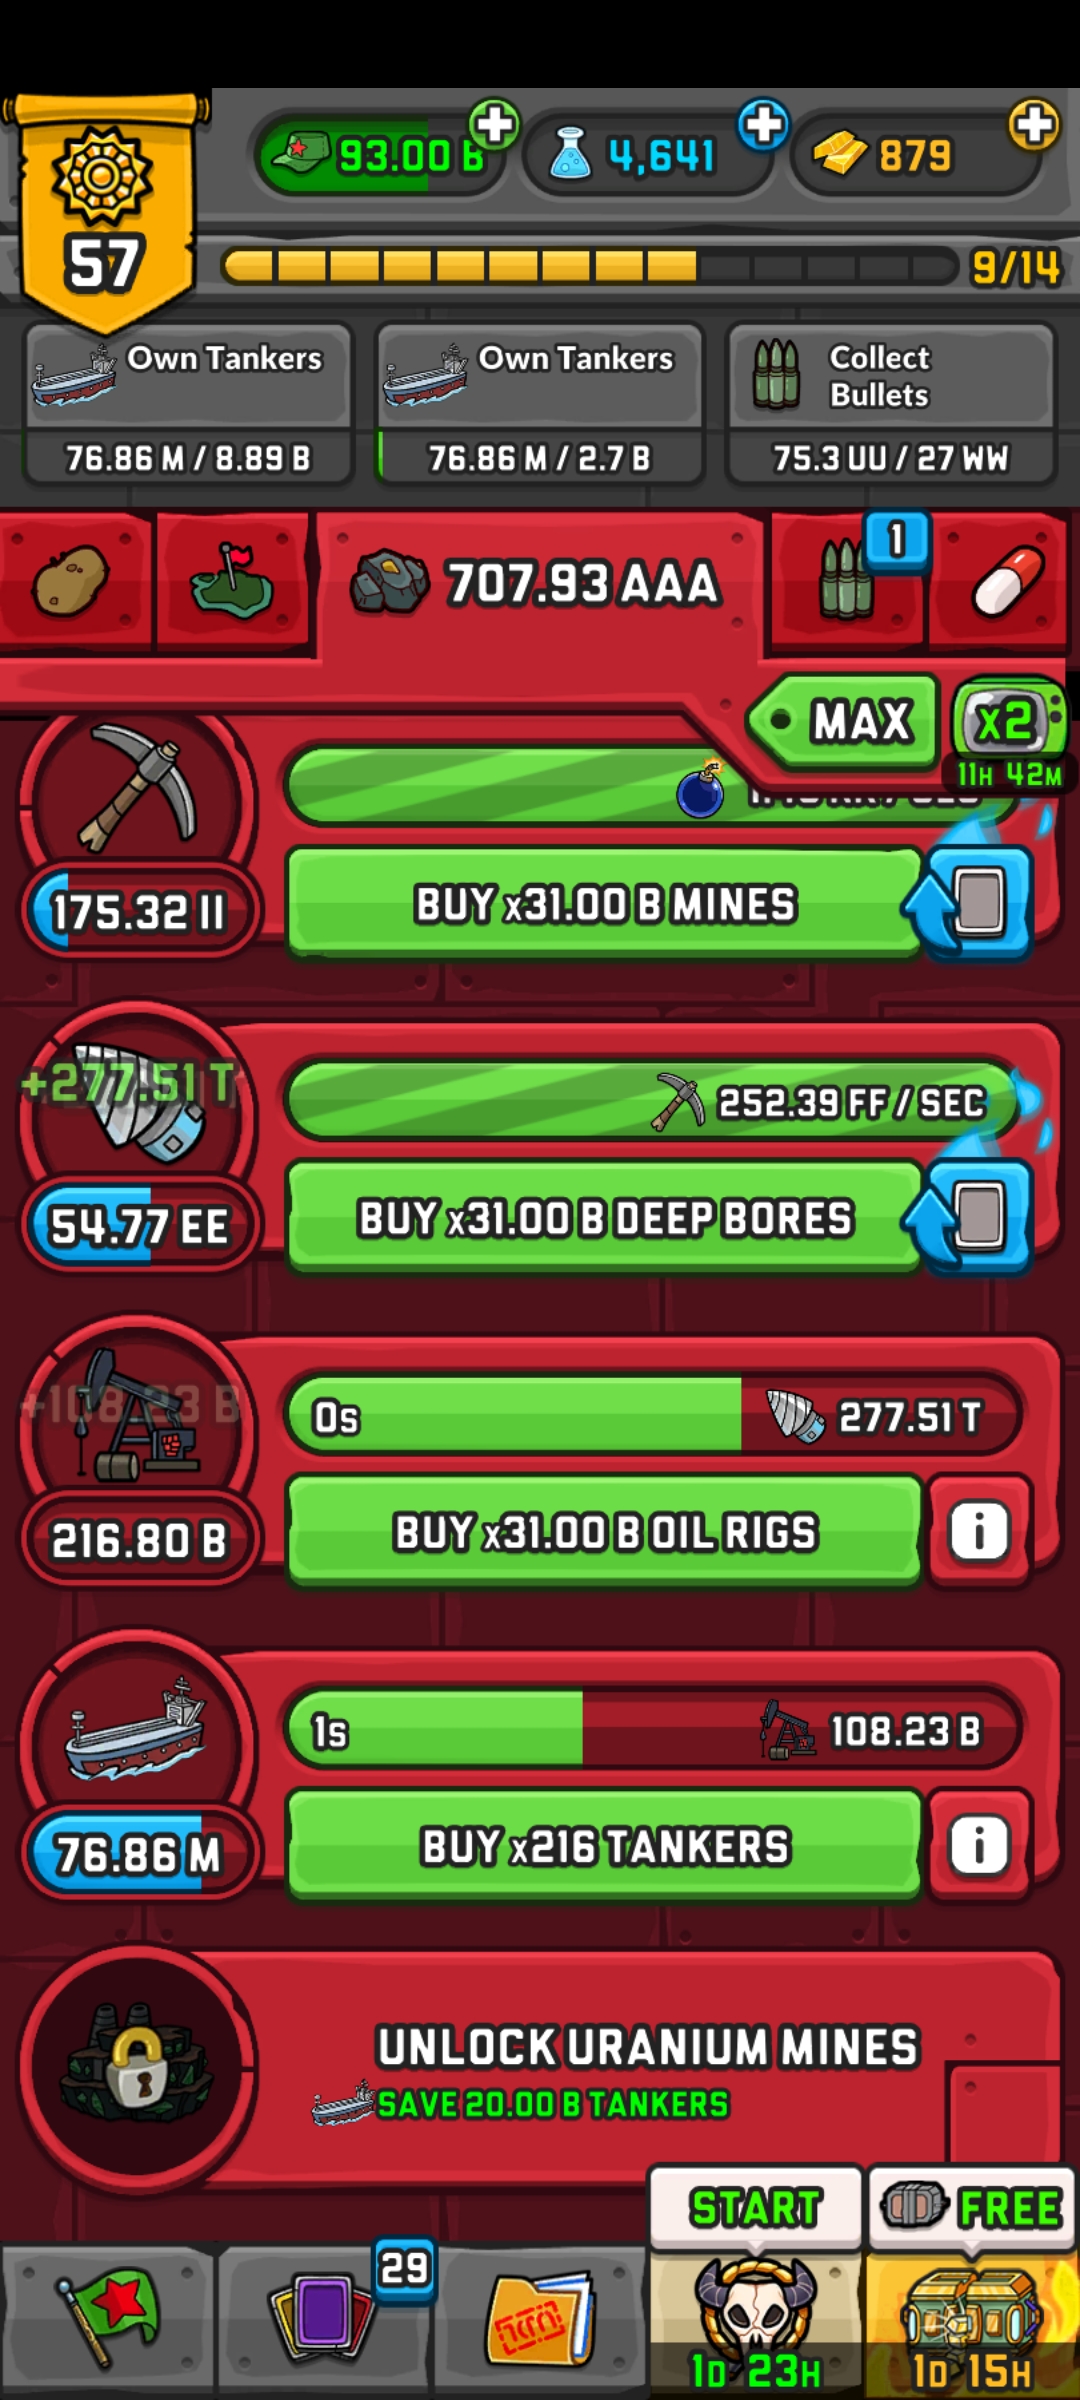 93.00 B
4,641
879
57
9/14
Own Tankers
76.86 M / 8.89 B
Own Tankers
76.86 M / 2.7 B
Collect
Bullets
75.3 UU / 27 WW
707.93 AAA
1
MAX
x2
11H 42M
175.32 II
BUY x31.00 B MINES
+277.51 T
252.39 FF / SEC
54.77 EE
BUY x31.00 B DEEP BORES
+108.23 B
0s
277.51 T
216.80 B
BUY x31.00 B OIL RIGS
i
1s
108.23 B
76.86 M
BUY x216 TANKERS
i
UNLOCK URANIUM MINES
SAVE 20.00 B TANKERS
START
FREE
29
1D 23H
1D 15H